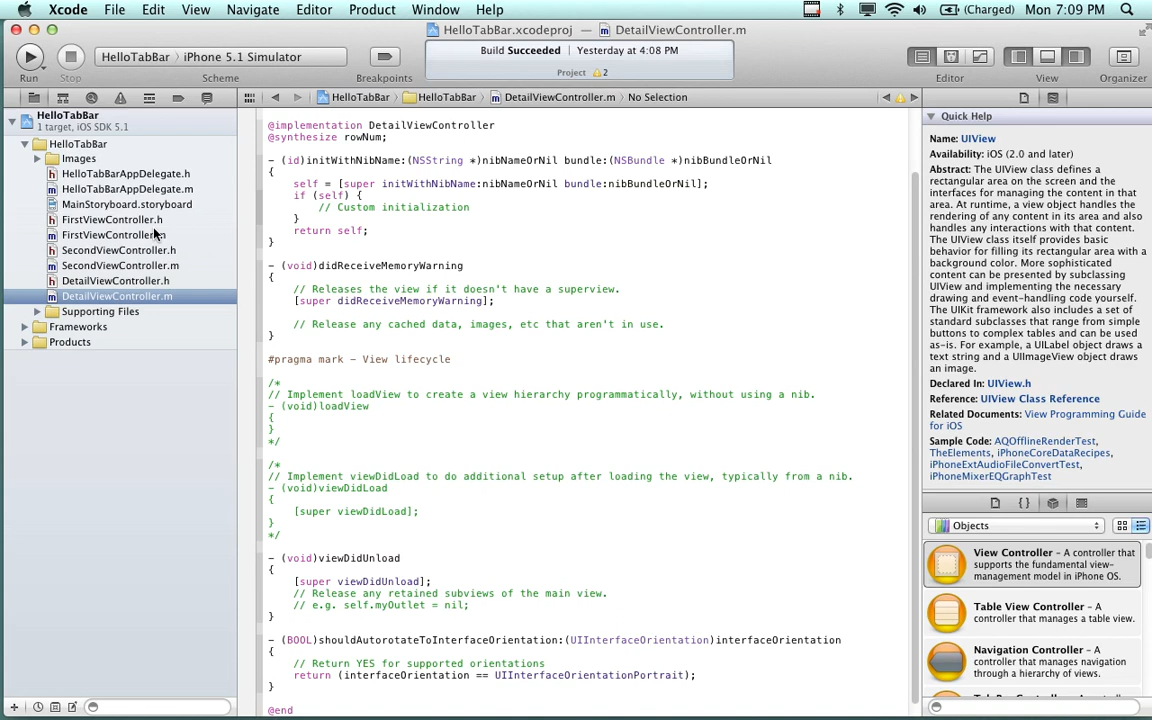 Xcode File Edit View Navigate Editor Product Window Help (Charged) Mon 7:09 PM
HelloTabBar.xcodeproj — DetailViewController.m
HelloTabBar iPhone 5.1 Simulator
Build Succeeded Yesterday at 4:08 PM
Project 2
Run Stop Scheme Breakpoints Editor View Organizer
HelloTabBar
1 target, iOS SDK 5.1
HelloTabBar
Images
HelloTabBarAppDelegate.h
HelloTabBarAppDelegate.m
MainStoryboard.storyboard
FirstViewController.h
FirstViewController.m
SecondViewController.h
SecondViewController.m
DetailViewController.h
DetailViewController.m
Supporting Files
Frameworks
Products
HelloTabBar HelloTabBar DetailViewController.m No Selection
@implementation DetailViewController
@synthesize rowNum;
- (id)initWithNibName:(NSString *)nibNameOrNil bundle:(NSBundle *)nibBundleOrNil
{
self = [super initWithNibName:nibNameOrNil bundle:nibBundleOrNil];
if (self) {
// Custom initialization
}
return self;
}
- (void)didReceiveMemoryWarning
{
// Releases the view if it doesn't have a superview.
[super didReceiveMemoryWarning];
// Release any cached data, images, etc that aren't in use.
}
#pragma mark - View lifecycle
/*
// Implement loadView to create a view hierarchy programmatically, without using a nib.
- (void)loadView
{
}
*/
/*
// Implement viewDidLoad to do additional setup after loading the view, typically from a nib.
- (void)viewDidLoad
{
[super viewDidLoad];
}
*/
- (void)viewDidUnload
{
[super viewDidUnload];
// Release any retained subviews of the main view.
// e.g. self.myOutlet = nil;
}
- (BOOL)shouldAutorotateToInterfaceOrientation:(UIInterfaceOrientation)interfaceOrientation
{
// Return YES for supported orientations
return (interfaceOrientation == UIInterfaceOrientationPortrait);
}
@end
Quick Help
Name: UIView
Availability: iOS (2.0 and later)
Abstract: The UIView class defines a
rectangular area on the screen and the
interfaces for managing the content in that
area. At runtime, a view object handles the
rendering of any content in its area and also
handles any interactions with that content.
The UIView class itself provides basic
behavior for filling its rectangular area with a
background color. More sophisticated
content can be presented by subclassing
UIView and implementing the necessary
drawing and event-handling code yourself.
The UIKit framework also includes a set of
standard subclasses that range from simple
buttons to complex tables and can be used
as-is. For example, a UILabel object draws a
text string and a UIImageView object draws
an image.
Declared In: UIView.h
Reference: UIView Class Reference
Related Documents: View Programming Guide
for iOS
Sample Code: AQOfflineRenderTest,
TheElements, iPhoneCoreDataRecipes,
iPhoneExtAudioFileConvertTest,
iPhoneMixerEQGraphTest
{ }
Objects
View Controller - A controller that
supports the fundamental view-
management model in iPhone OS.
Table View Controller - A
controller that manages a table view.
Navigation Controller - A
controller that manages navigation
through a hierarchy of views.